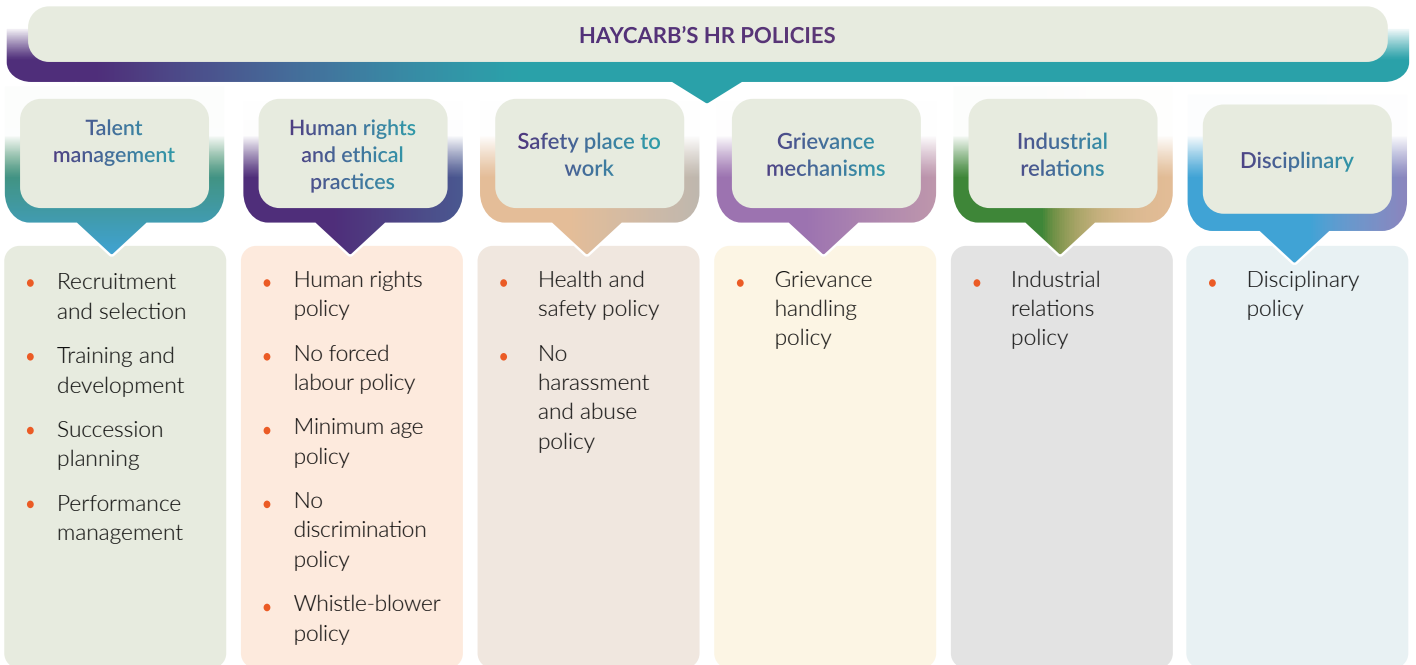 HAYCARB’S HR POLICIES
Talent
management
Recruitment
and selection
Training and
development
Succession
planning
Performance
management
Human rights
and ethical
practices
Human rights
policy
No forced
labour policy
Minimum age
policy
No
discrimination
policy
Whistle-blower
policy
Safety place to
work
Health and
safety policy
No
harassment
and abuse
policy
Grievance
mechanisms
Grievance
handling
policy
Industrial
relations
Industrial
relations
policy
Disciplinary
Disciplinary
policy